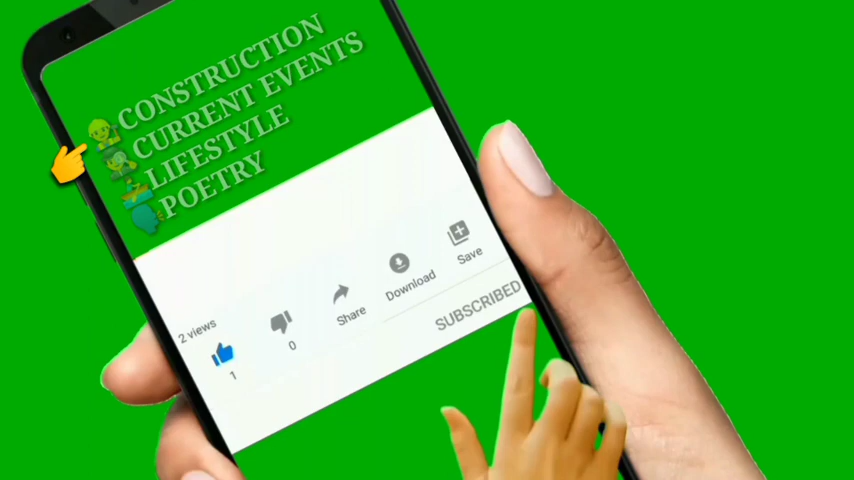 CONSTRUCTION
CURRENT EVENTS
LIFESTYLE
POETRY
2 views
1
0
Share
Download
Save
SUBSCRIBED